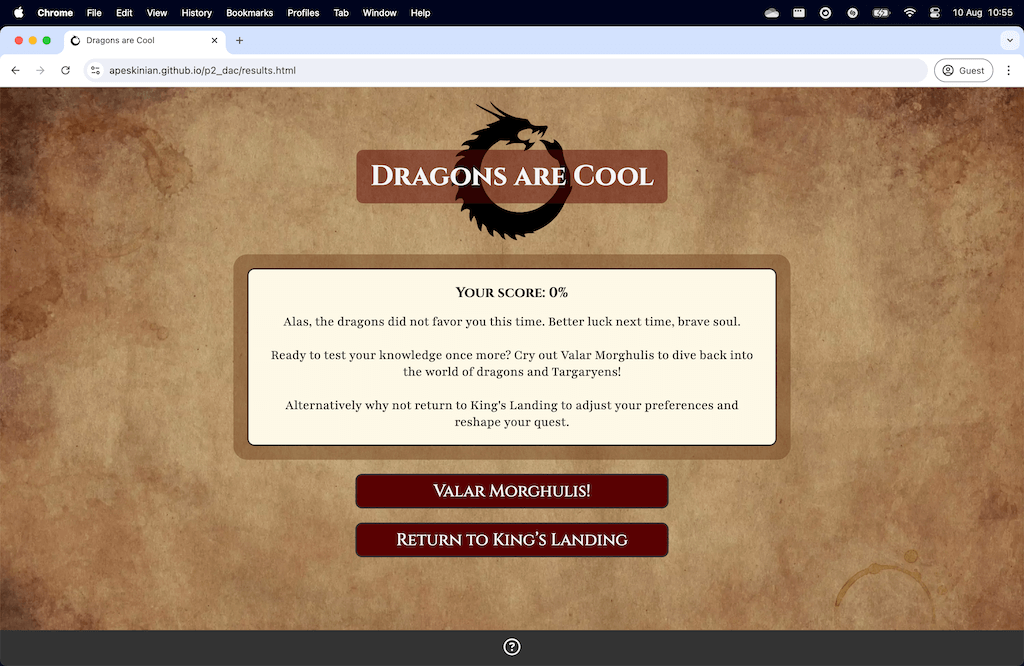 Chrome File Edit View History Bookmarks Profiles Tab Window Help 10 Aug 10:55
Dragons are Cool
apeskinian.github.io/p2_dac/results.html Guest
Dragons are Cool
Your score: 0%
Alas, the dragons did not favor you this time. Better luck next time, brave soul.
Ready to test your knowledge once more? Cry out Valar Morghulis to dive back into
the world of dragons and Targaryens!
Alternatively why not return to King's Landing to adjust your preferences and
reshape your quest.
Valar Morghulis!
Return to King's Landing
?